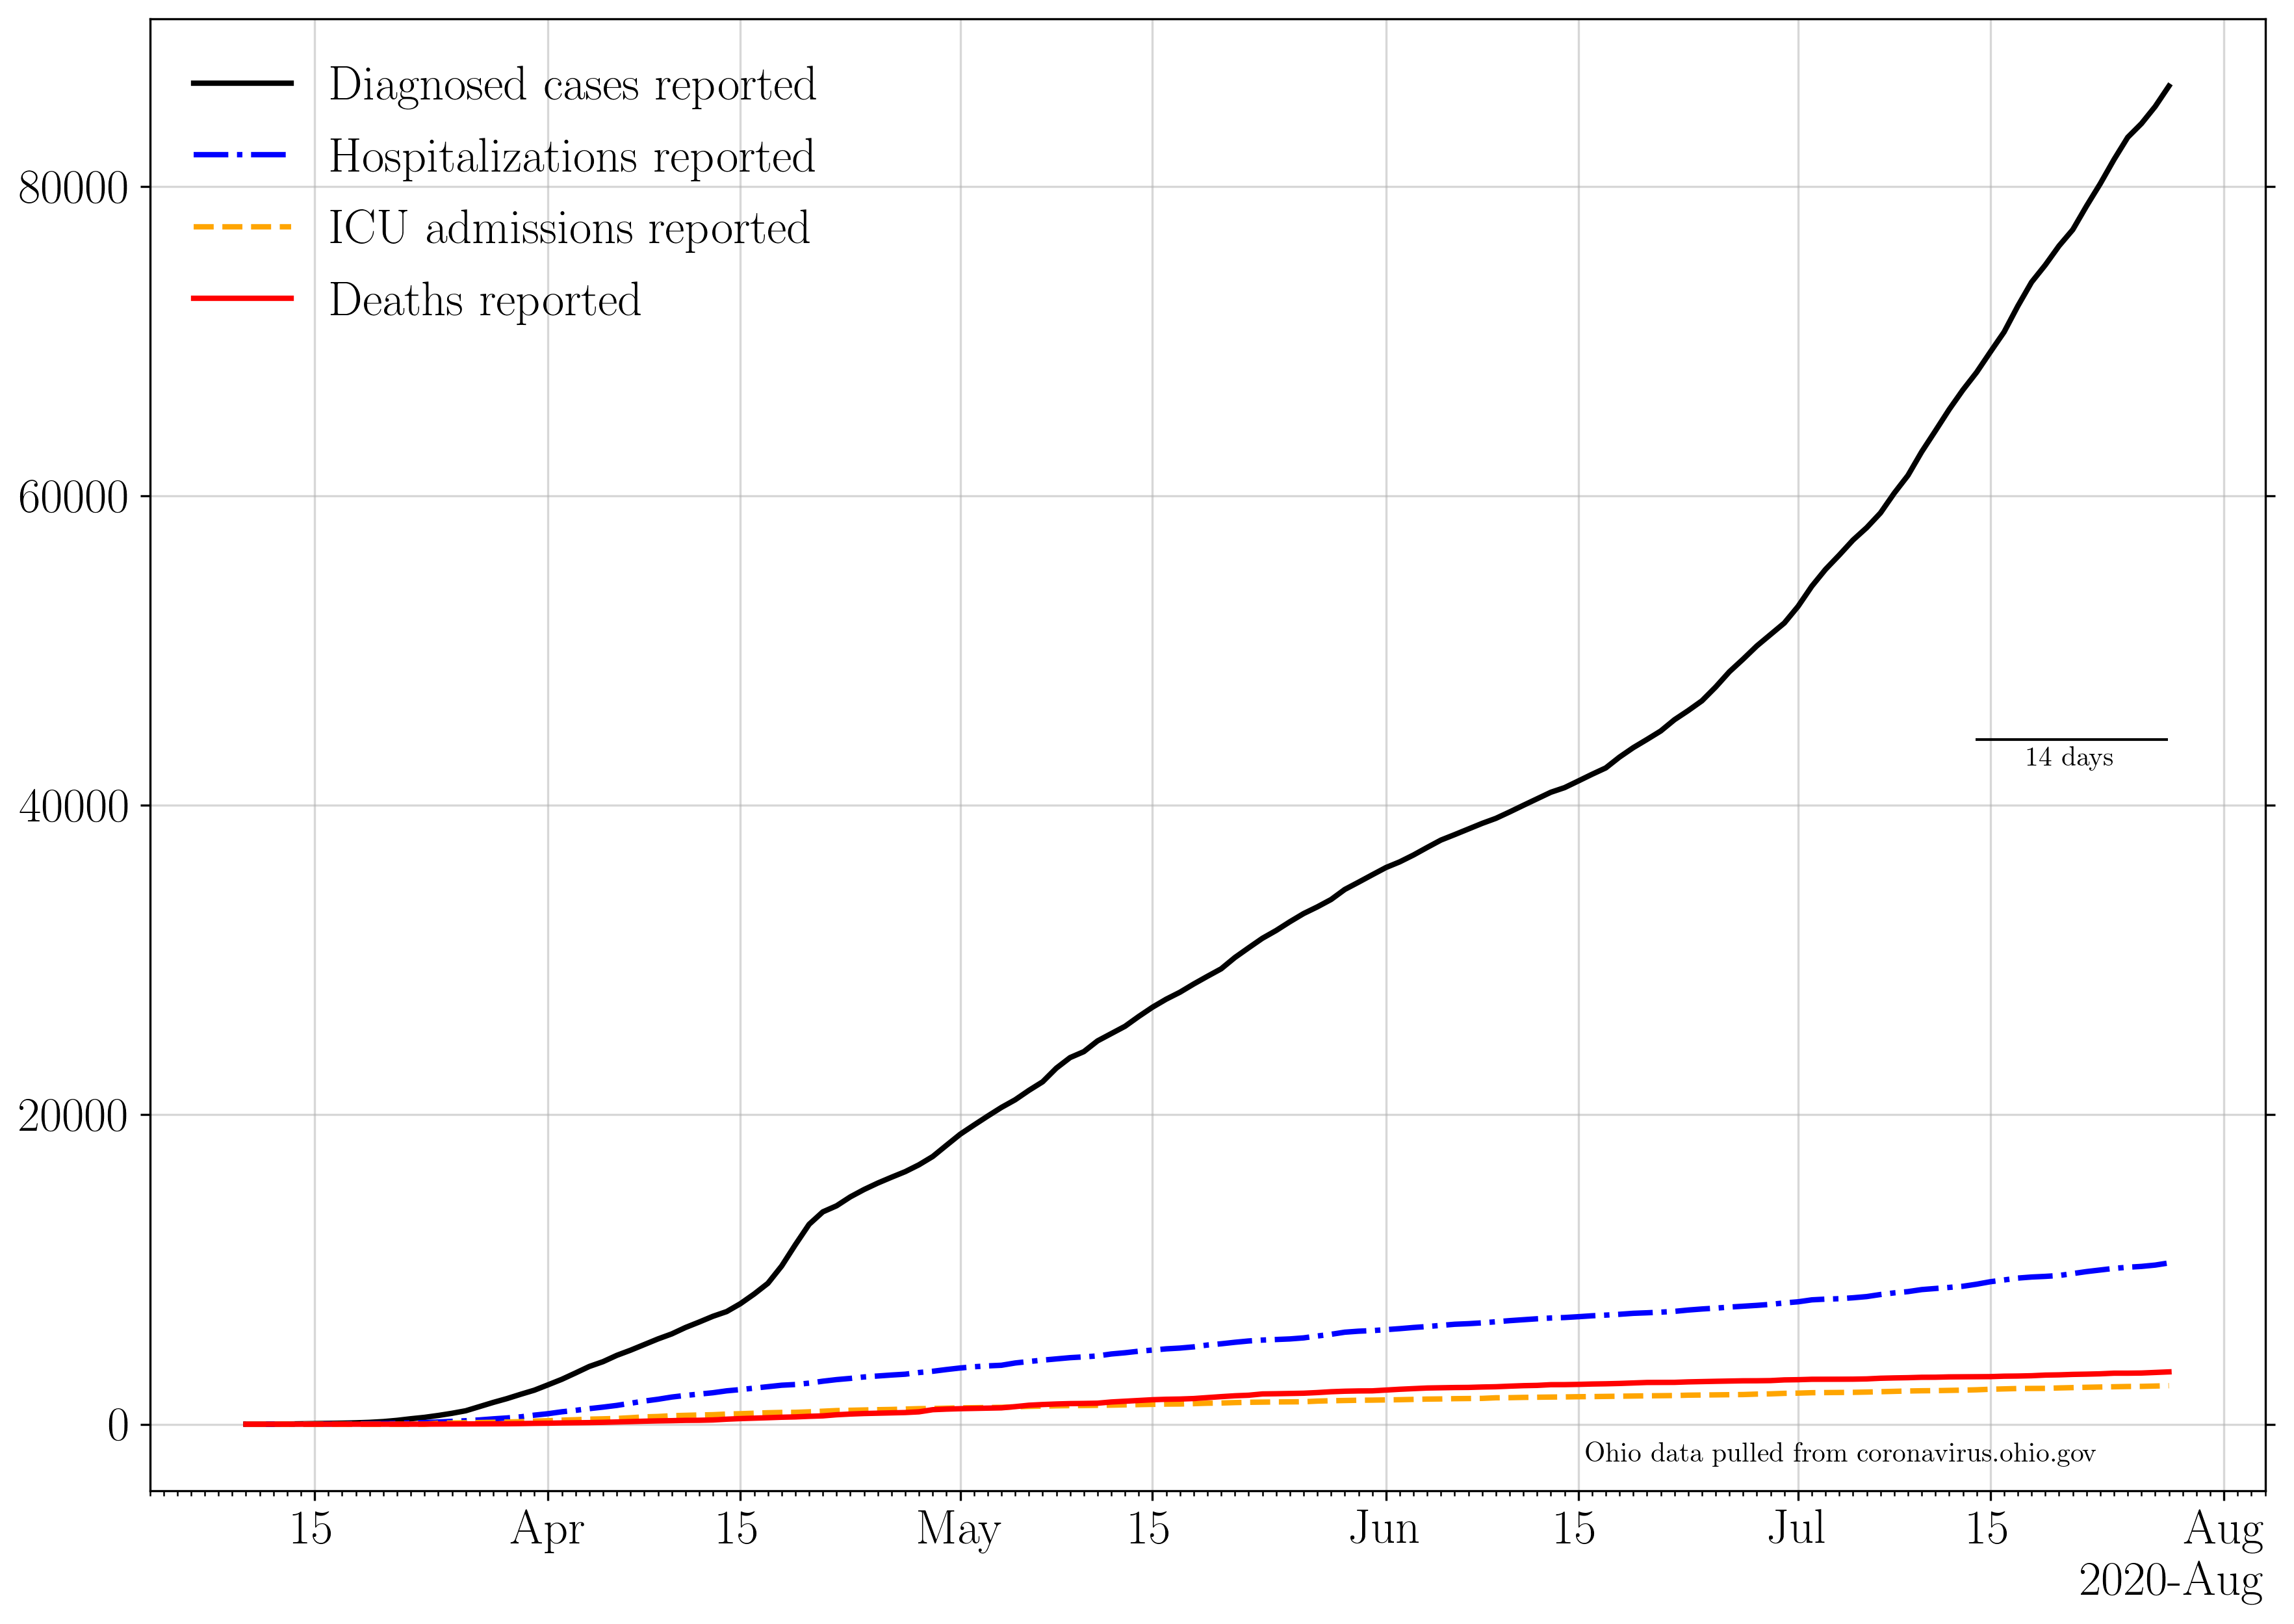 Diagnosed cases reported
Hospitalizations reported
ICU admissions reported
Deaths reported
80000
60000
40000
20000
0
14 days
Ohio data pulled from coronavirus.ohio.gov
15 Apr 15 May 15 Jun 15 Jul 15 Aug
2020-Aug